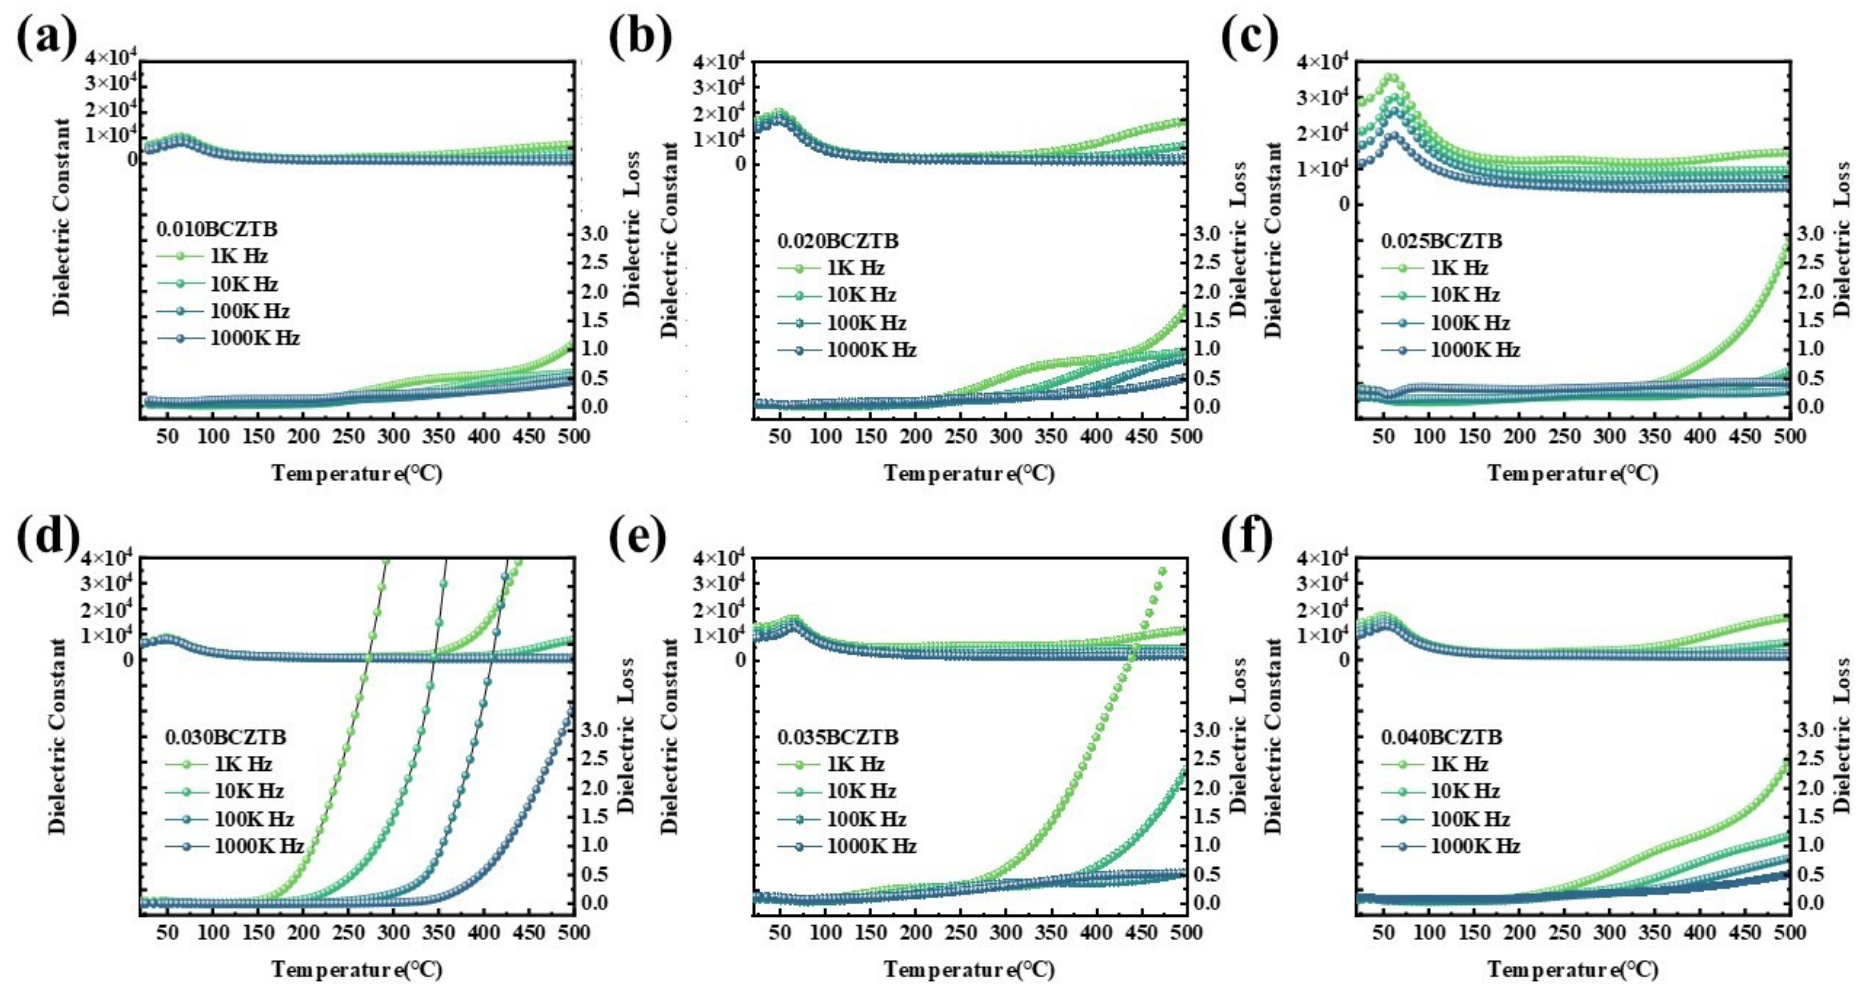 (a)
4×10⁴
3×10⁴
2×10⁴
1×10⁴
0
Dielectric Constant
0.010BCZTB
1K Hz
10K Hz
100K Hz
1000K Hz
3.0
2.5
2.0
1.5
1.0
0.5
0.0
Dielectric Loss
50 100 150 200 250 300 350 400 450 500
Temperature(°C)
(b)
4×10⁴
3×10⁴
2×10⁴
1×10⁴
0
Dielectric Constant
0.020BCZTB
1K Hz
10K Hz
100K Hz
1000K Hz
3.0
2.5
2.0
1.5
1.0
0.5
0.0
Dielectric Loss
50 100 150 200 250 300 350 400 450 500
Temperature(°C)
(c)
4×10⁴
3×10⁴
2×10⁴
1×10⁴
0
Dielectric Constant
0.025BCZTB
1K Hz
10K Hz
100K Hz
1000K Hz
3.0
2.5
2.0
1.5
1.0
0.5
0.0
Dielectric Loss
50 100 150 200 250 300 350 400 450 500
Temperature(°C)
(d)
4×10⁴
3×10⁴
2×10⁴
1×10⁴
0
Dielectric Constant
0.030BCZTB
1K Hz
10K Hz
100K Hz
1000K Hz
3.0
2.5
2.0
1.5
1.0
0.5
0.0
Dielectric Loss
50 100 150 200 250 300 350 400 450 500
Temperature(°C)
(e)
4×10⁴
3×10⁴
2×10⁴
1×10⁴
0
Dielectric Constant
0.035BCZTB
1K Hz
10K Hz
100K Hz
1000K Hz
3.0
2.5
2.0
1.5
1.0
0.5
0.0
Dielectric Loss
50 100 150 200 250 300 350 400 450 500
Temperature(°C)
(f)
4×10⁴
3×10⁴
2×10⁴
1×10⁴
0
Dielectric Constant
0.040BCZTB
1K Hz
10K Hz
100K Hz
1000K Hz
3.0
2.5
2.0
1.5
1.0
0.5
0.0
Dielectric Loss
50 100 150 200 250 300 350 400 450 500
Temperature(°C)